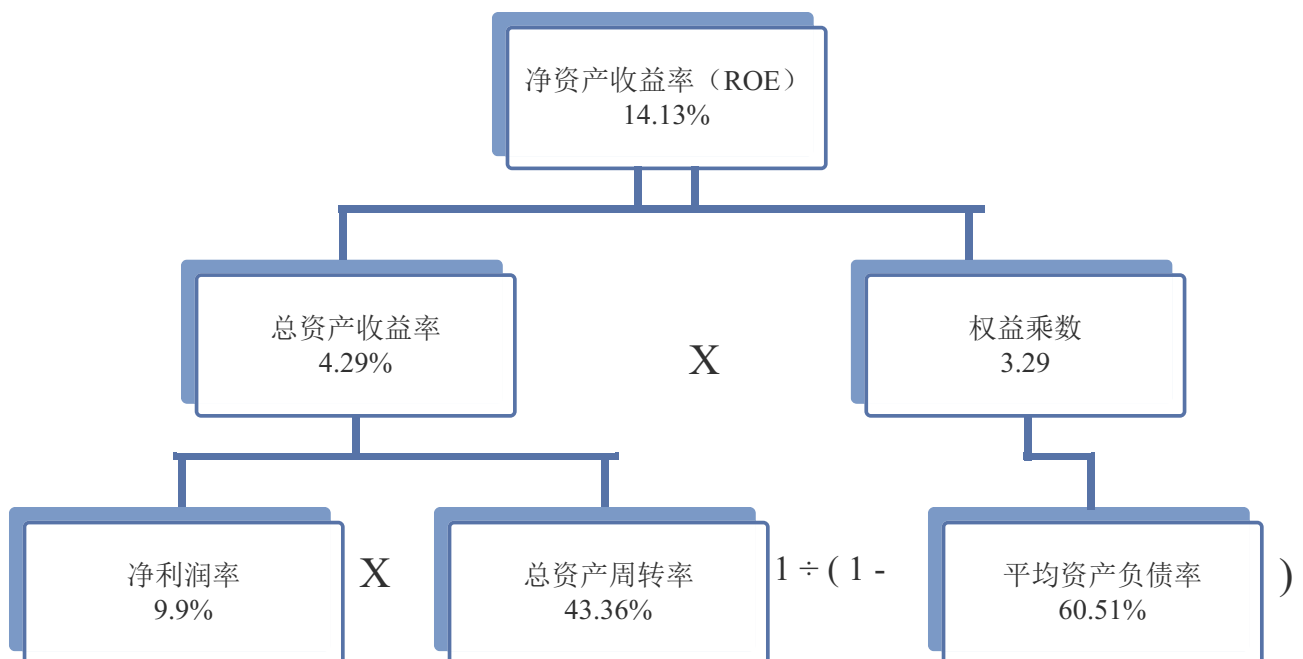 净资产收益率（ROE）
14.13%
总资产收益率
4.29%
X
权益乘数
3.29
净利润率
9.9%
X
总资产周转率
43.36%
1 ÷ ( 1 -
平均资产负债率
60.51%
)